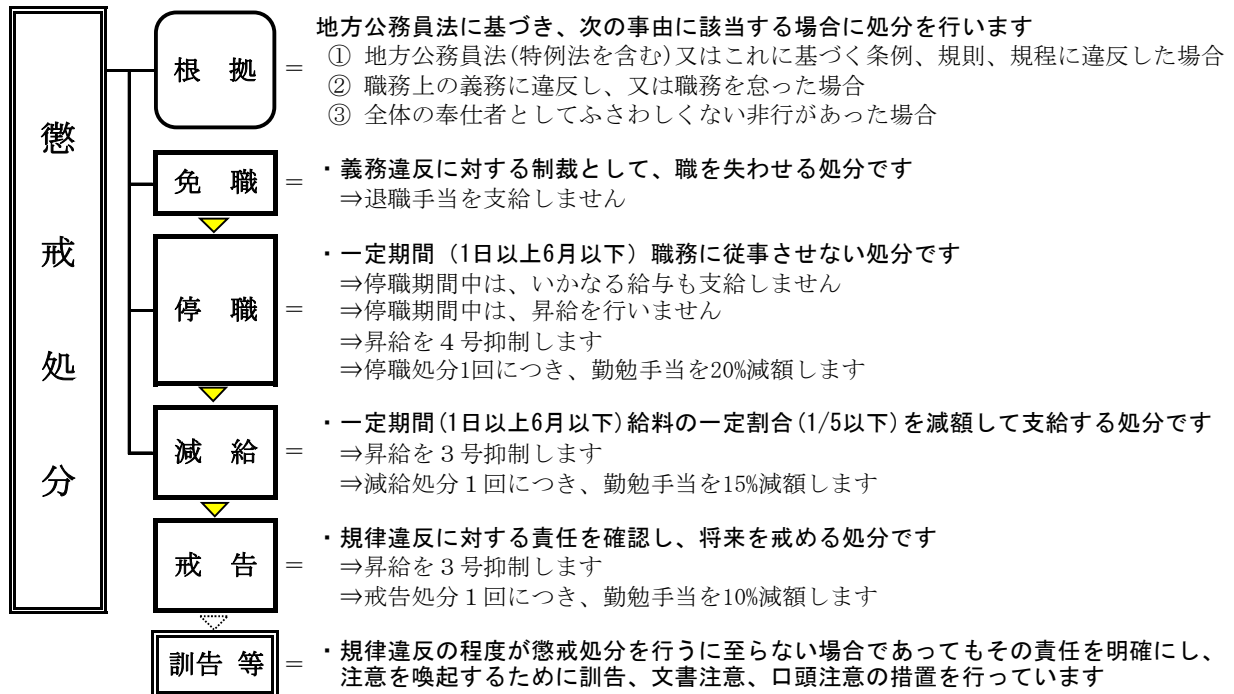 懲戒処分
根 拠 = 地方公務員法に基づき、次の事由に該当する場合に処分を行います
① 地方公務員法(特例法を含む)又はこれに基づく条例、規則、規程に違反した場合
② 職務上の義務に違反し、又は職務を怠った場合
③ 全体の奉仕者としてふさわしくない非行があった場合
免 職 = ・義務違反に対する制裁として、職を失わせる処分です
⇒退職手当を支給しません
・一定期間（1日以上6月以下）職務に従事させない処分です
⇒停職期間中は、いかなる給与も支給しません
停 職 = ⇒停職期間中は、昇給を行いません
⇒昇給を４号抑制します
⇒停職処分1回につき、勤勉手当を20%減額します
・一定期間(1日以上6月以下)給料の一定割合(1/5以下)を減額して支給する処分です
減 給 = ⇒昇給を３号抑制します
⇒減給処分１回につき、勤勉手当を15%減額します
・規律違反に対する責任を確認し、将来を戒める処分です
戒 告 = ⇒昇給を３号抑制します
⇒戒告処分１回につき、勤勉手当を10%減額します
訓告 等 = ・規律違反の程度が懲戒処分を行うに至らない場合であってもその責任を明確にし、
注意を喚起するために訓告、文書注意、口頭注意の措置を行っています